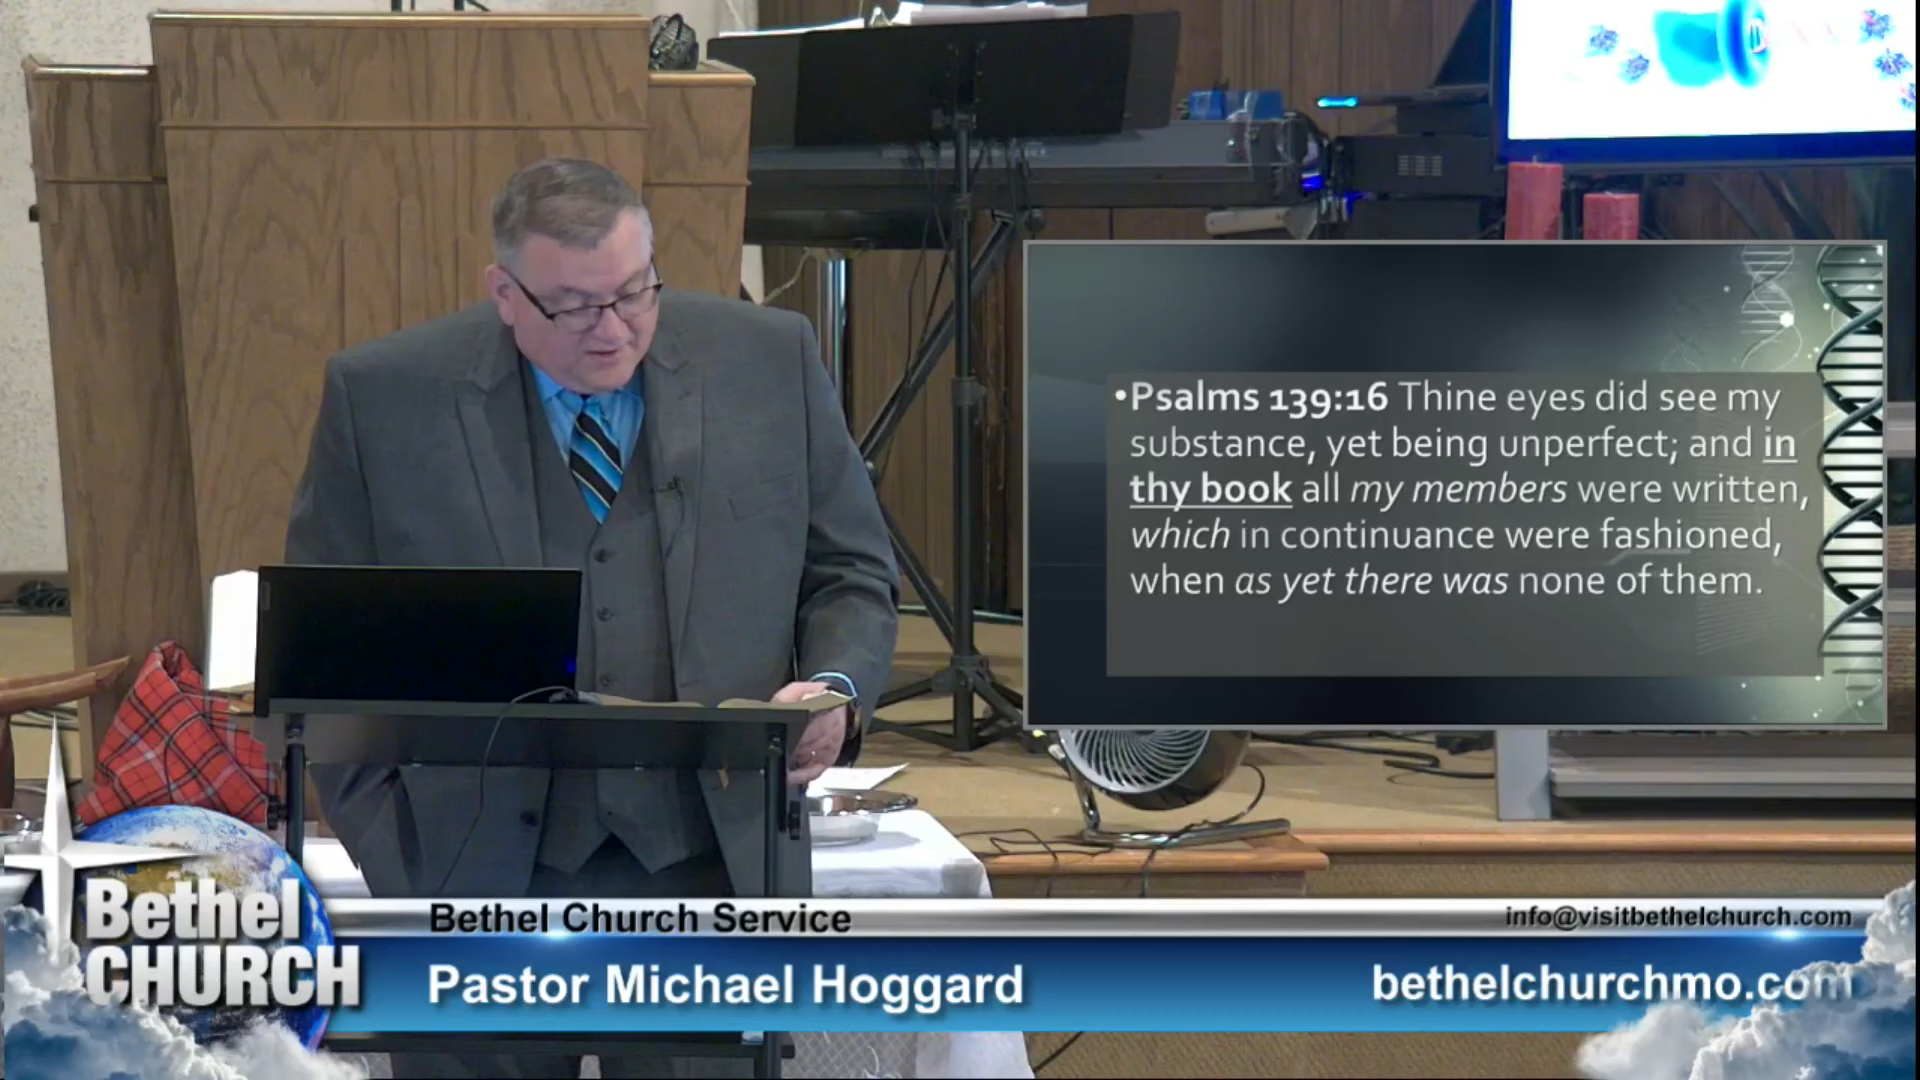 •Psalms 139:16 Thine eyes did see my
substance, yet being unperfect; and in
thy book all my members were written,
which in continuance were fashioned,
when as yet there was none of them.
Bethel
CHURCH
Bethel Church Service
info@visitbethelchurch.com
Pastor Michael Hoggard
bethelchurchmo.com